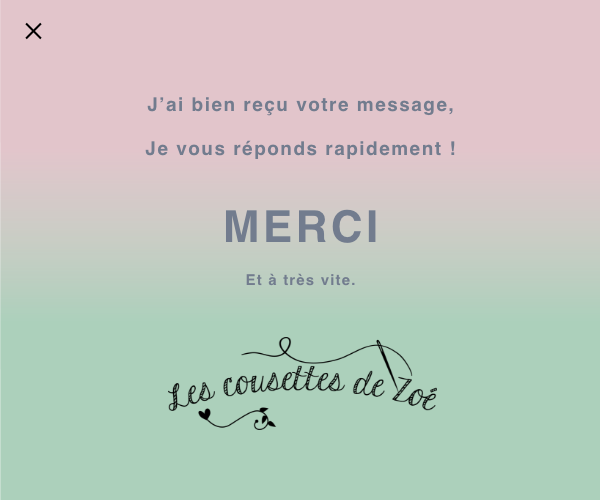 J’ai bien reçu votre message,
Je vous réponds rapidement !
MERCI
Et à très vite.
Les cousettes de Zoé